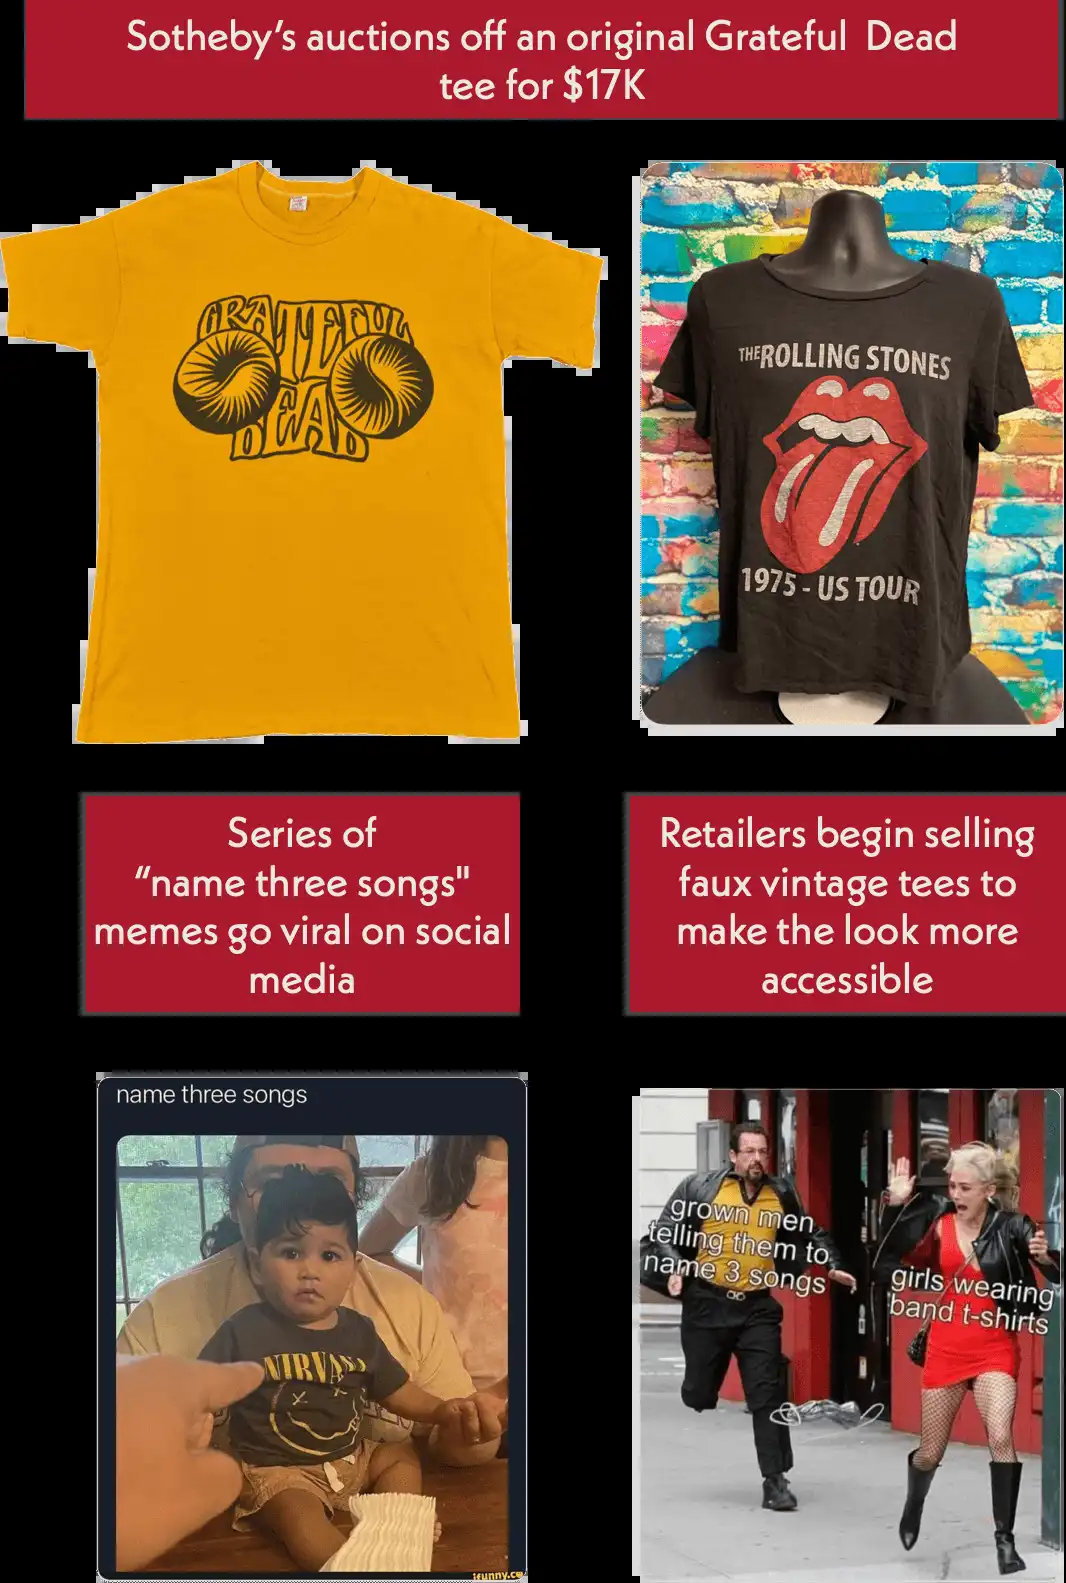 Sotheby's auctions off an original Grateful Dead
tee for $17K
GRATEFUL
DEAD
THE ROLLING STONES
1975 - US TOUR
Series of
“name three songs"
memes go viral on social
media
Retailers begin selling
faux vintage tees to
make the look more
accessible
name three songs
NIRVANA
ifunny.co
grown men
telling them to
name 3 songs
girls wearing
band t-shirts